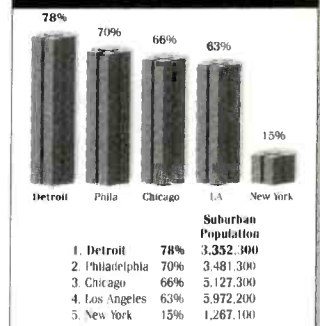 78%
70%
66%
63%
15%
Detroit Phila Chicago LA New York
Suburban
Population
1. Detroit 78% 3,352,300
2. Philadelphia 70% 3,481,300
3. Chicago 66% 5,127,300
4. Los Angeles 63% 5,972,200
5. New York 15% 1,267,100